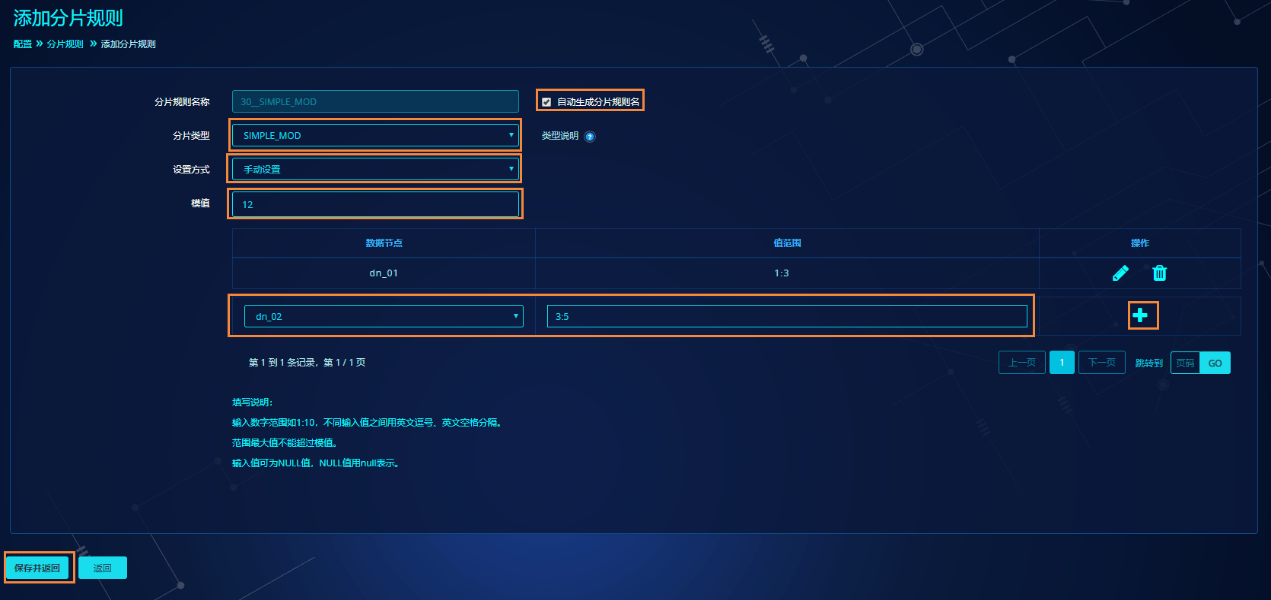 添加分片规则
配置 » 分片规则 » 添加分片规则
分片规则名称 30__SIMPLE_MOD 自动生成分片规则名
分片类型 SIMPLE_MOD 类型说明 ?
设置方式 手动设置
模值 12
数据节点 值范围 操作
dn_01 1:3
dn_02 3:5
第 1 到 1 条记录，第 1 / 1 页 上一页 1 下一页 跳转到 页码 GO
填写说明：
输入数字范围如1:10，不同输入值之间用英文逗号、英文空格分隔。
范围最大值不能超过模值。
输入值可为NULL值，NULL值用null表示。
保存并返回 返回